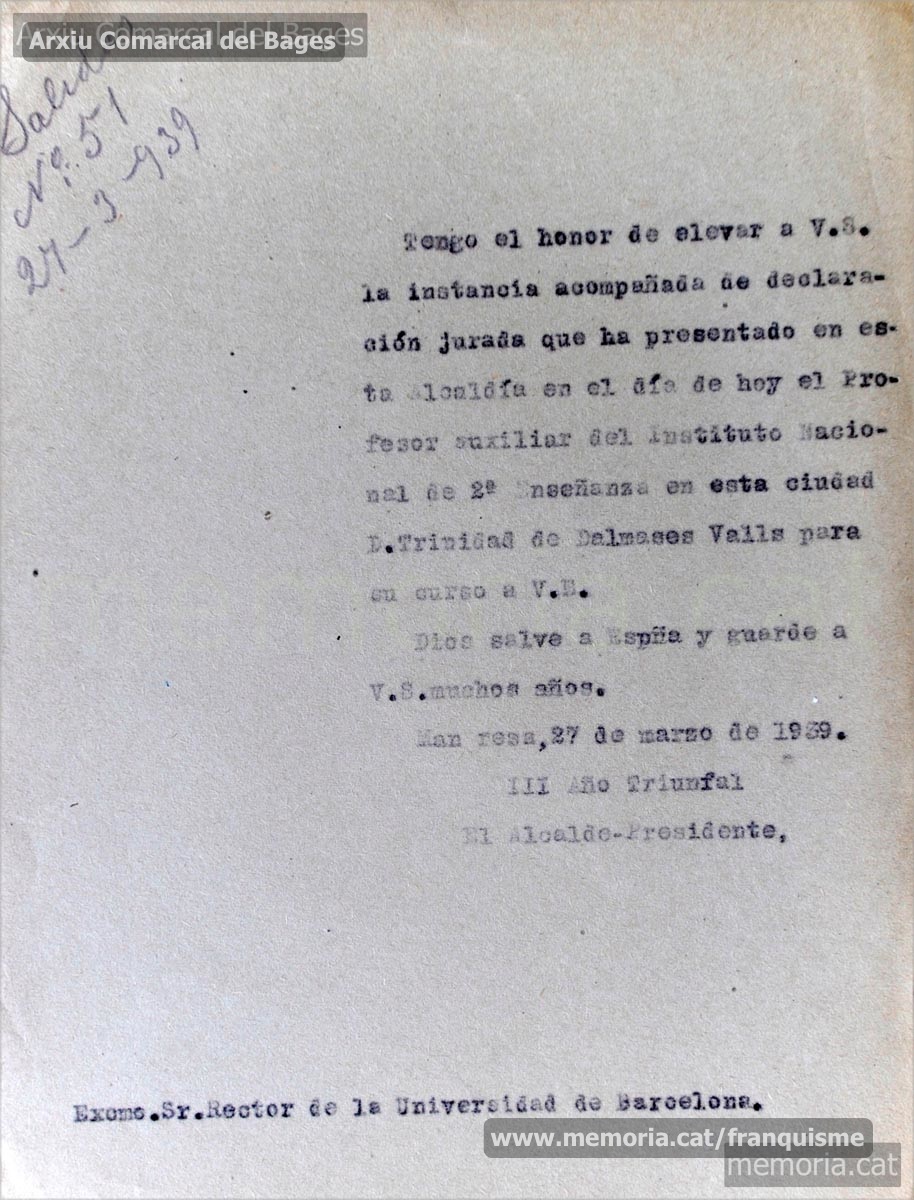 Arxiu Comarcal del Bages
Arxiu Comarcal del Bages
Salida
Nº. 51
27-3-939
Tengo el honor de elevar a V.S.
la instancia acompañada de declara-
ción jurada que ha presentado en es-
ta Alcaldía en el día de hoy el Pro-
fesor auxiliar del Instituto Nacio-
nal de 2ª Enseñanza en esta ciudad
D.Trinidad de Dalmases Valls para
su curso a V.E.
Dios salve a Espña y guarde a
V.S.muchos años.
Man resa,27 de marzo de 1939.
III Año Triunfal
El Alcalde-Presidente,
Excmo.Sr.Rector de la Universidad de Barcelona.
www.memoria.cat/franquisme
memoria.cat